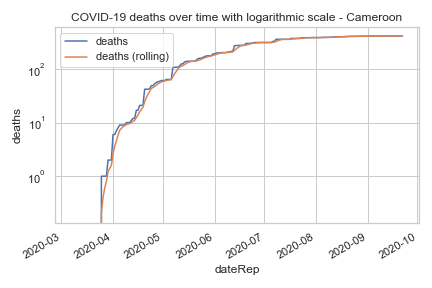 COVID-19 deaths over time with logarithmic scale - Cameroon
deaths
deaths (rolling)
10²
10¹
10⁰
deaths
2020-03
2020-04
2020-05
2020-06
2020-07
2020-08
2020-09
2020-10
dateRep